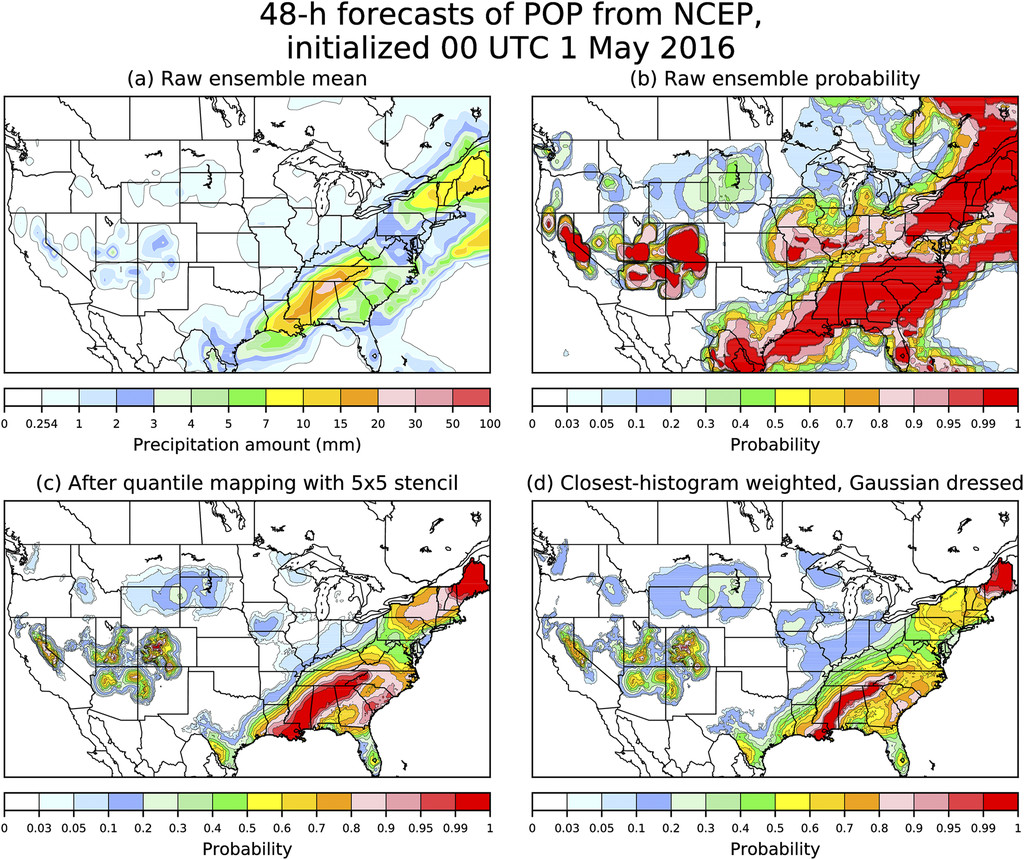 48-h forecasts of POP from NCEP,
initialized 00 UTC 1 May 2016
(a) Raw ensemble mean
(b) Raw ensemble probability
0 0.254 1 2 3 4 5 7 10 15 20 30 50 100
Precipitation amount (mm)
0 0.03 0.05 0.1 0.2 0.3 0.4 0.5 0.6 0.7 0.8 0.9 0.95 0.99 1
Probability
(c) After quantile mapping with 5x5 stencil
(d) Closest-histogram weighted, Gaussian dressed
0 0.03 0.05 0.1 0.2 0.3 0.4 0.5 0.6 0.7 0.8 0.9 0.95 0.99 1
Probability
0 0.03 0.05 0.1 0.2 0.3 0.4 0.5 0.6 0.7 0.8 0.9 0.95 0.99 1
Probability